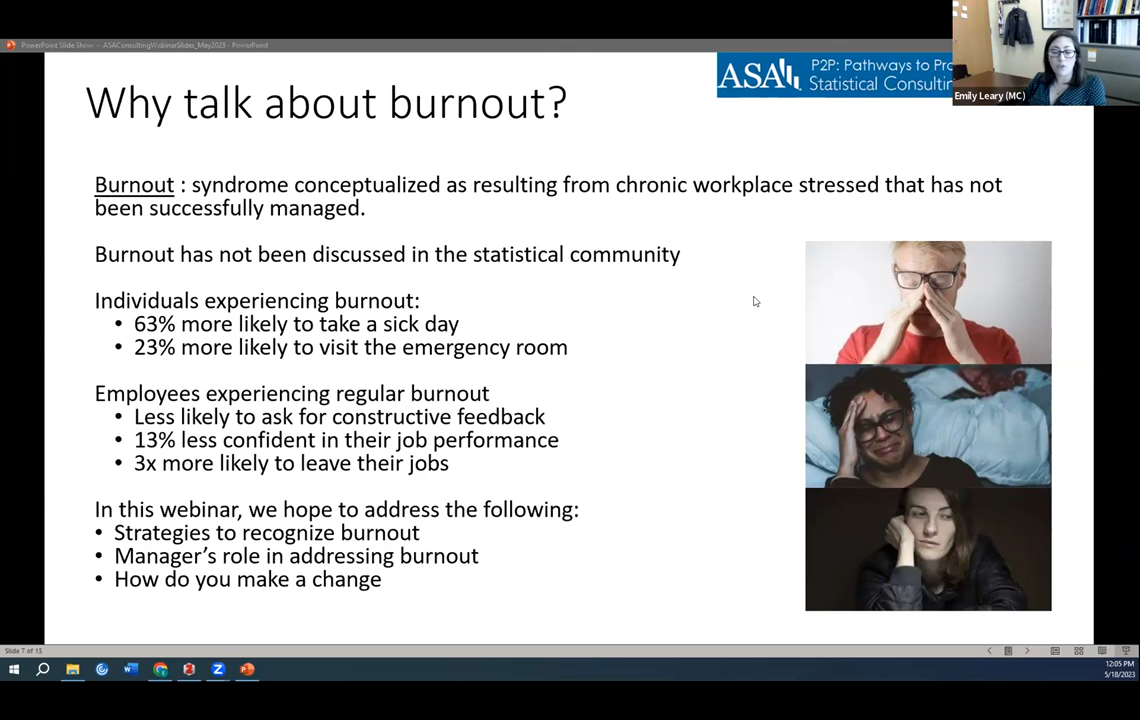 PowerPoint Slide Show - ASAConsultingWebinarSlides_May2023 - PowerPoint
ASA
P2P: Pathways to Pro
Statistical Consultin
Emily Leary (MC)
Why talk about burnout?
Burnout : syndrome conceptualized as resulting from chronic workplace stressed that has not
been successfully managed.
Burnout has not been discussed in the statistical community
Individuals experiencing burnout:
• 63% more likely to take a sick day
• 23% more likely to visit the emergency room
Employees experiencing regular burnout
• Less likely to ask for constructive feedback
• 13% less confident in their job performance
• 3x more likely to leave their jobs
In this webinar, we hope to address the following:
• Strategies to recognize burnout
• Manager's role in addressing burnout
• How do you make a change
Slide 7 of 15
12:05 PM
5/18/2023